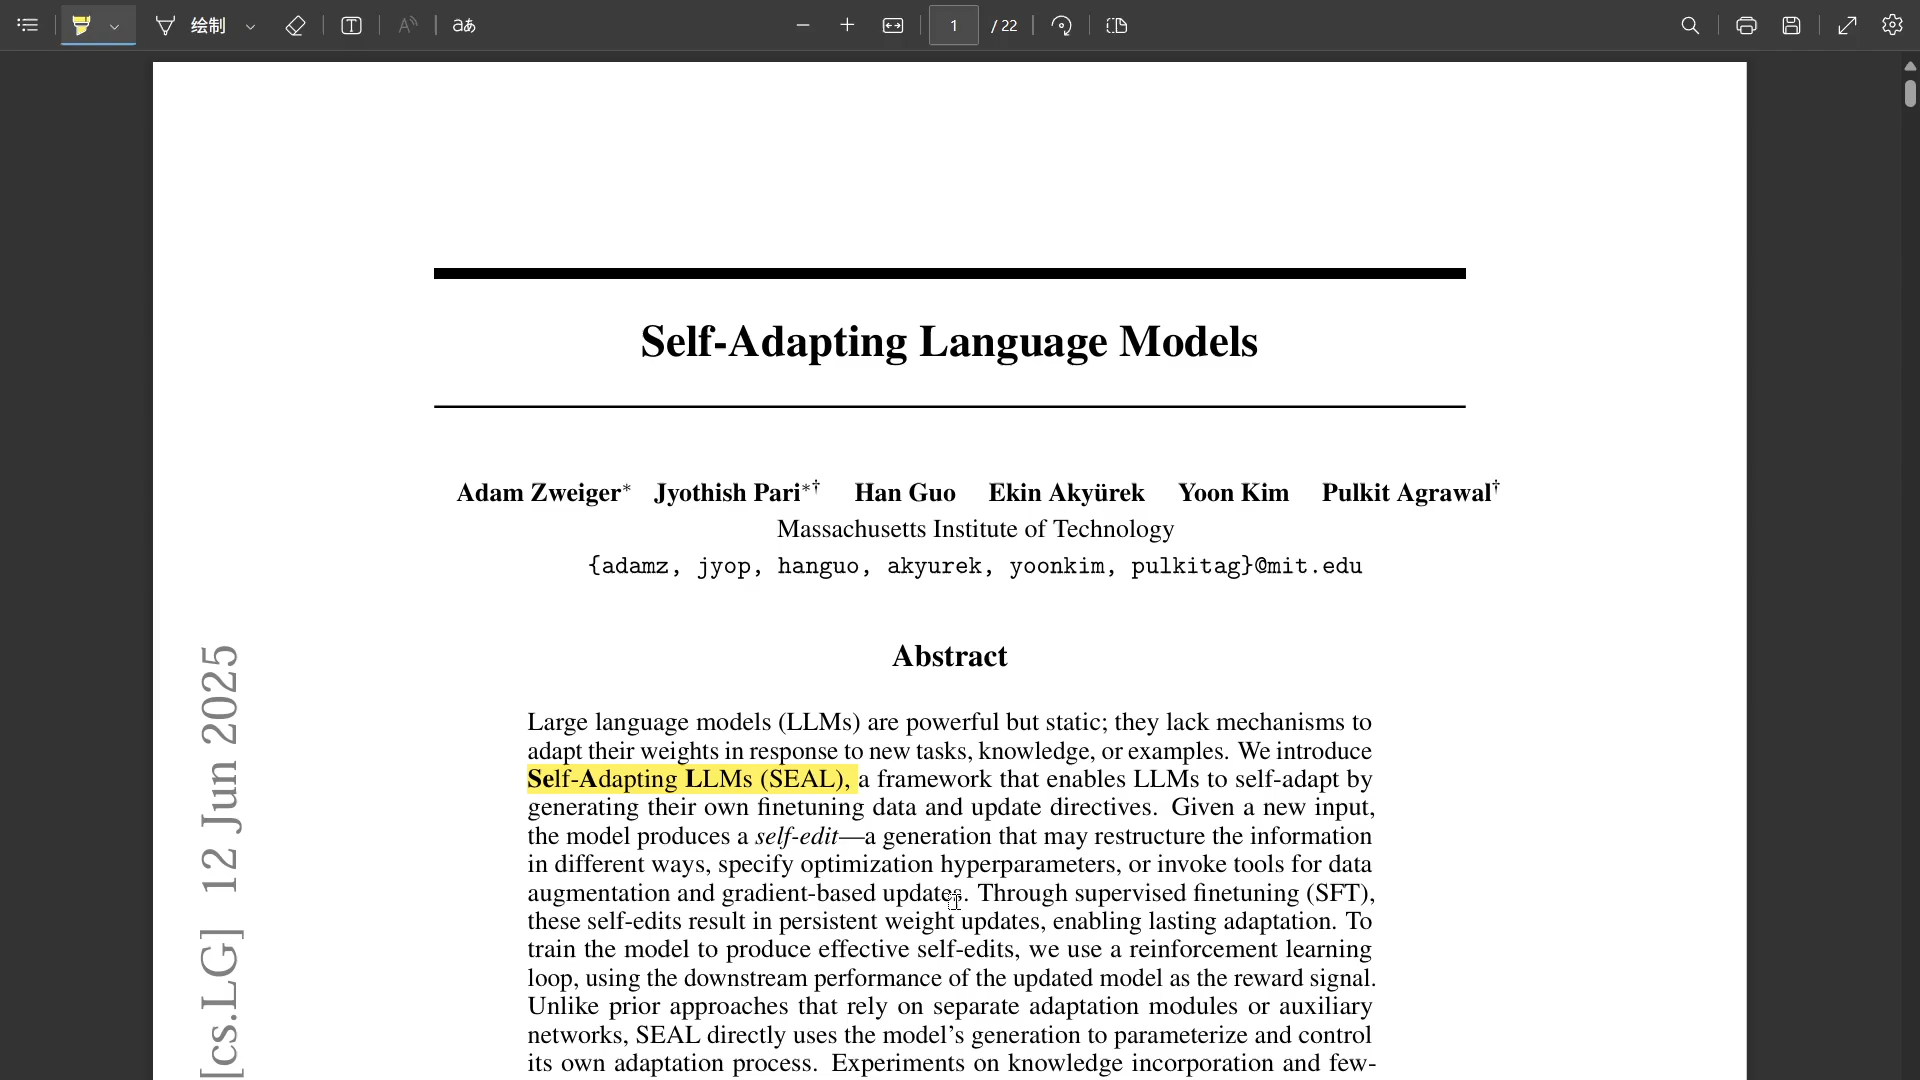 绘制
aあ
1
/ 22
Self-Adapting Language Models
Adam Zweiger* Jyothish Pari*† Han Guo Ekin Akyürek Yoon Kim Pulkit Agrawal†
Massachusetts Institute of Technology
{adamz, jyop, hanguo, akyurek, yoonkim, pulkitag}@mit.edu
Abstract
Large language models (LLMs) are powerful but static; they lack mechanisms to
adapt their weights in response to new tasks, knowledge, or examples. We introduce
Self-Adapting LLMs (SEAL), a framework that enables LLMs to self-adapt by
generating their own finetuning data and update directives. Given a new input,
the model produces a self-edit—a generation that may restructure the information
in different ways, specify optimization hyperparameters, or invoke tools for data
augmentation and gradient-based updates. Through supervised finetuning (SFT),
these self-edits result in persistent weight updates, enabling lasting adaptation. To
train the model to produce effective self-edits, we use a reinforcement learning
loop, using the downstream performance of the updated model as the reward signal.
Unlike prior approaches that rely on separate adaptation modules or auxiliary
networks, SEAL directly uses the model's generation to parameterize and control
its own adaptation process. Experiments on knowledge incorporation and few-
[cs.LG] 12 Jun 2025